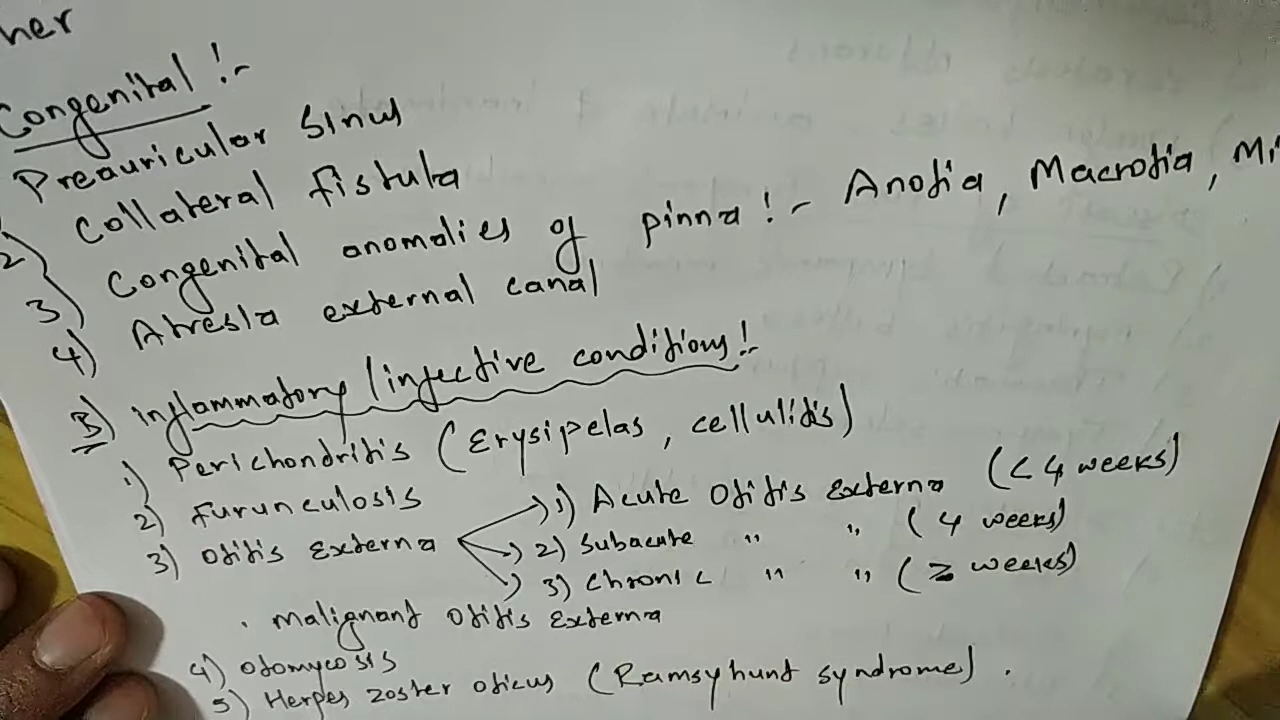 her
Congenital :-
Preauricular Sinus
2) Collateral fistula
3) Congenital anomalies of pinna :- Anotia, Macrotia, Mi
4) Atresia external canal
B) inflammatory / infective conditions :-
1) Perichondritis (Erysipelas, cellulitis)
2) Furunculosis
3) Otitis Externa → 1) Acute Otitis Externa (< 4 weeks)
→ 2) Subacute " " (4 weeks)
→ 3) Chronic " " (≥ weeks)
. Malignant Otitis Externa
4) Otomycosis
5) Herpes zoster oticus (Ramsyhunt syndrome).